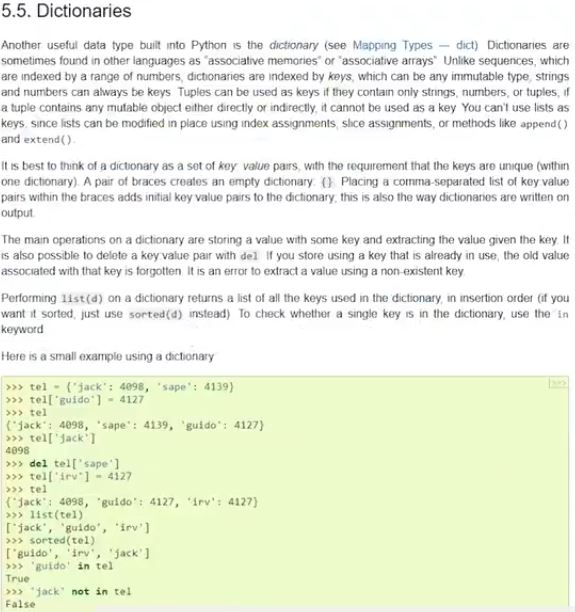 5.5. Dictionaries
Another useful data type built into Python is the dictionary (see Mapping Types — dict) Dictionaries are
sometimes found in other languages as "associative memories" or "associative arrays" Unlike sequences, which
are indexed by a range of numbers, dictionaries are indexed by keys, which can be any immutable type, strings
and numbers can always be keys Tuples can be used as keys if they contain only strings, numbers, or tuples, if
a tuple contains any mutable object either directly or indirectly, it cannot be used as a key You can't use lists as
keys, since lists can be modified in place using index assignments, slice assignments, or methods like append()
and extend()
It is best to think of a dictionary as a set of key value pairs, with the requirement that the keys are unique (within
one dictionary). A pair of braces creates an empty dictionary: {} Placing a comma-separated list of key value
pairs within the braces adds initial key value pairs to the dictionary, this is also the way dictionaries are written on
output
The main operations on a dictionary are storing a value with some key and extracting the value given the key. It
is also possible to delete a key value pair with del If you store using a key that is already in use, the old value
associated with that key is forgotten It is an error to extract a value using a non-existent key
Performing list(d) on a dictionary returns a list of all the keys used in the dictionary, in insertion order (if you
want it sorted, just use sorted(d) instead) To check whether a single key is in the dictionary, use the in
keyword
Here is a small example using a dictionary
>>>
>>> tel = {'jack': 4098, 'sape': 4139}
>>> tel['guido'] = 4127
>>> tel
{'jack': 4098, 'sape': 4139, 'guido': 4127}
>>> tel['jack']
4098
>>> del tel['sape']
>>> tel['irv'] = 4127
>>> tel
{'jack': 4098, 'guido': 4127, 'irv': 4127}
>>> list(tel)
['jack', 'guido', 'irv']
>>> sorted(tel)
['guido', 'irv', 'jack']
>>> 'guido' in tel
True
>>> 'jack' not in tel
False